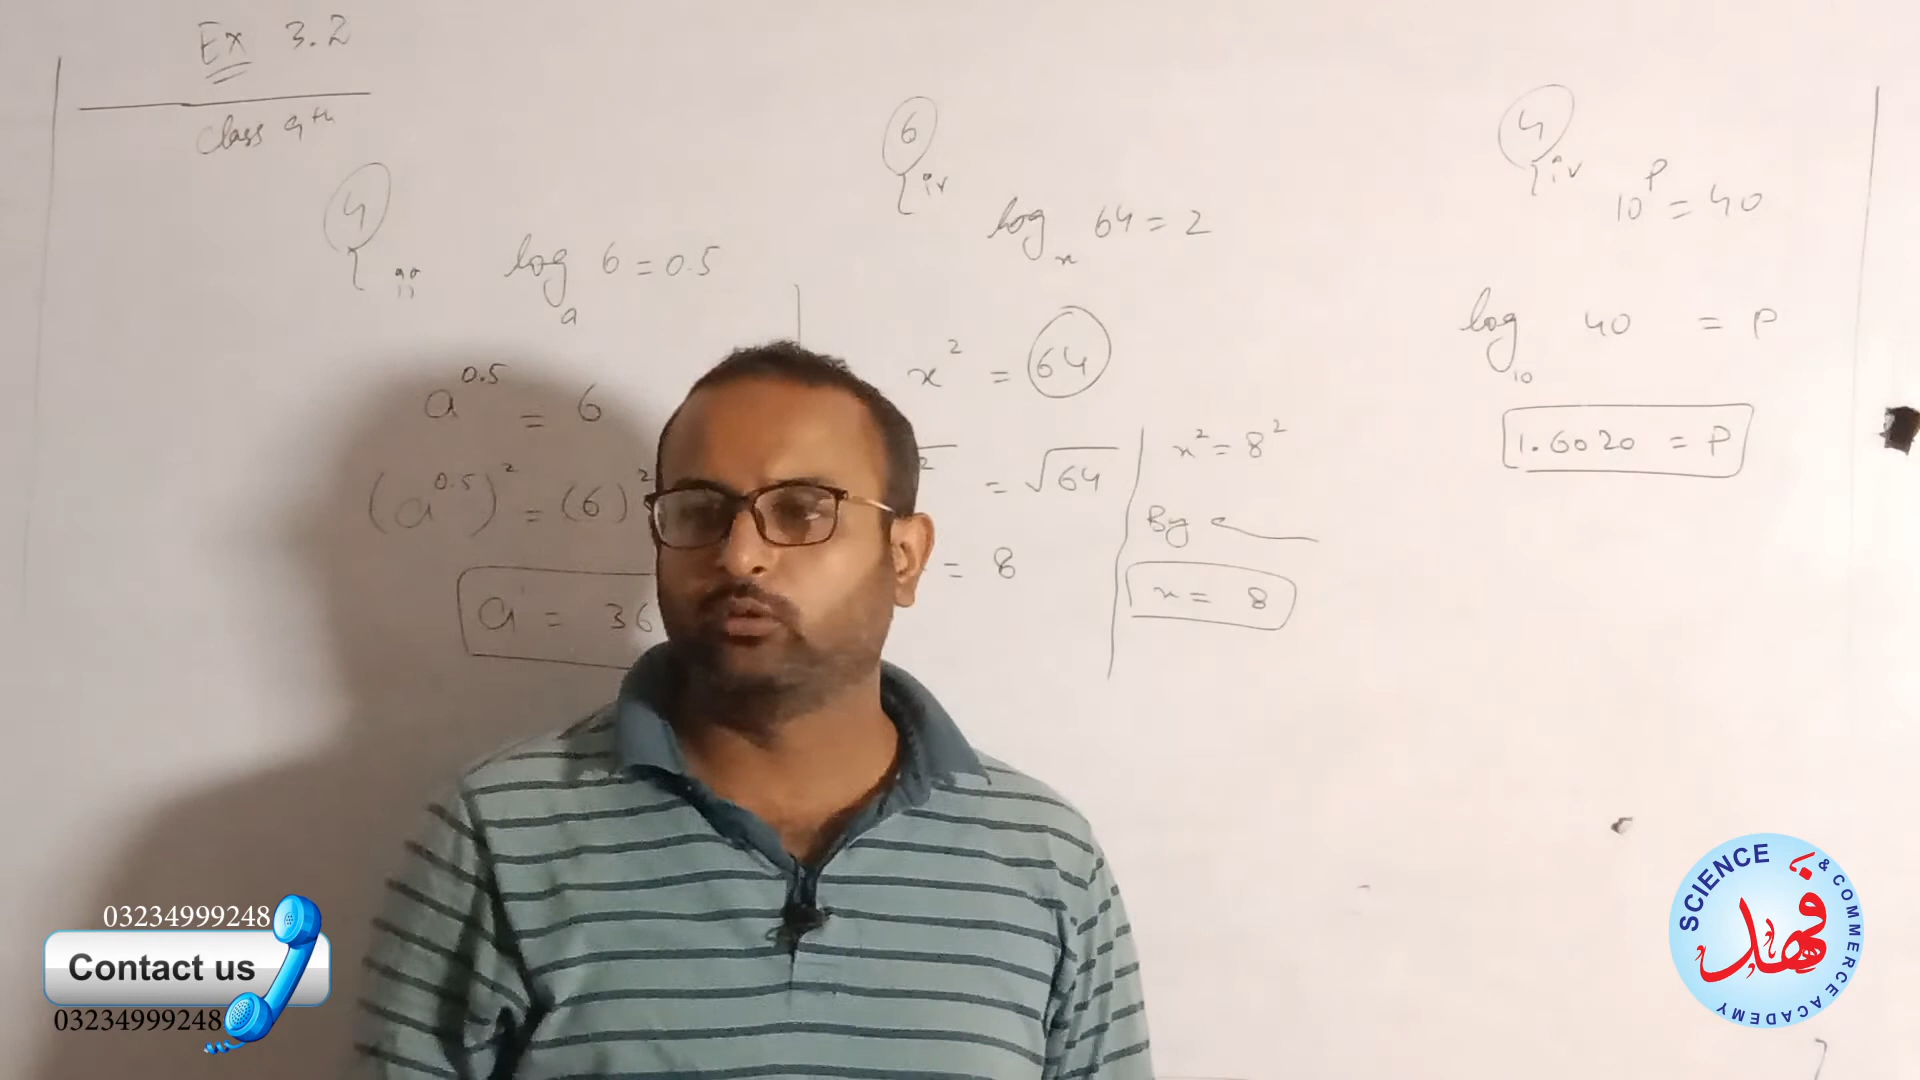 Ex 3.2
Class 9th
4
ii
log_a 6 = 0.5
a^0.5 = 6
(a^0.5)^2 = (6)^2
a = 36
6
iv
log_x 64 = 2
x^2 = 64
2 = √64
= 8
x^2 = 8^2
By
x = 8
4
iv
10^P = 40
log_10 40 = P
1.6020 = P
03234999248
Contact us
03234999248
SCIENCE & COMMERCE ACADEMY
فہد